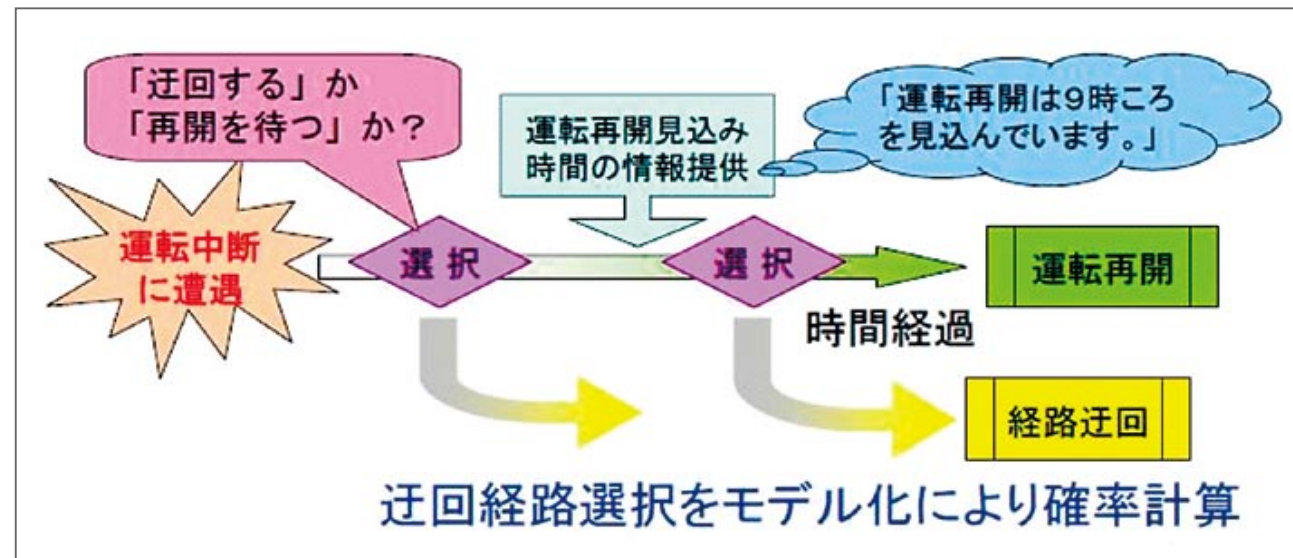 「迂回する」か
「再開を待つ」か？
運転再開見込み
時間の情報提供
「運転再開は９時ころ
を見込んでいます。」
運転中断
に遭遇
選択
選択
運転再開
時間経過
経路迂回
迂回経路選択をモデル化により確率計算